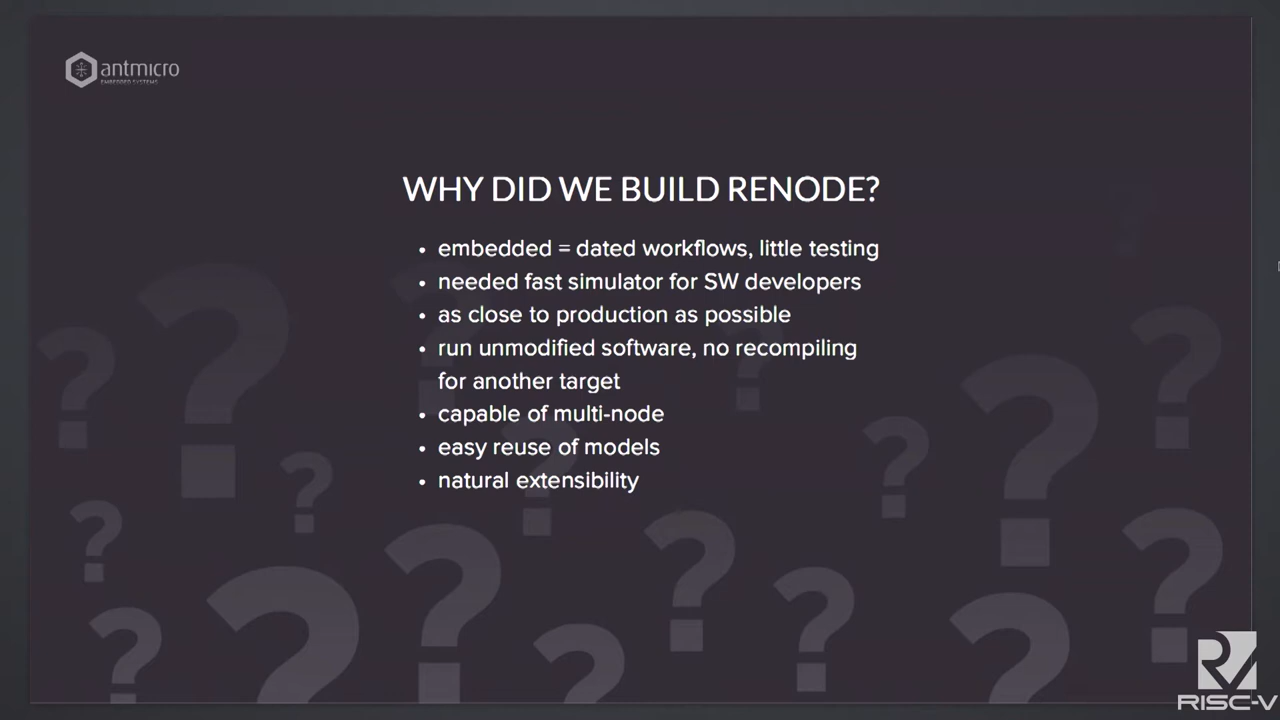 antmicro
EMBEDDED SYSTEMS
WHY DID WE BUILD RENODE?
• embedded = dated workflows, little testing
• needed fast simulator for SW developers
• as close to production as possible
• run unmodified software, no recompiling
for another target
• capable of multi-node
• easy reuse of models
• natural extensibility
RISC-V